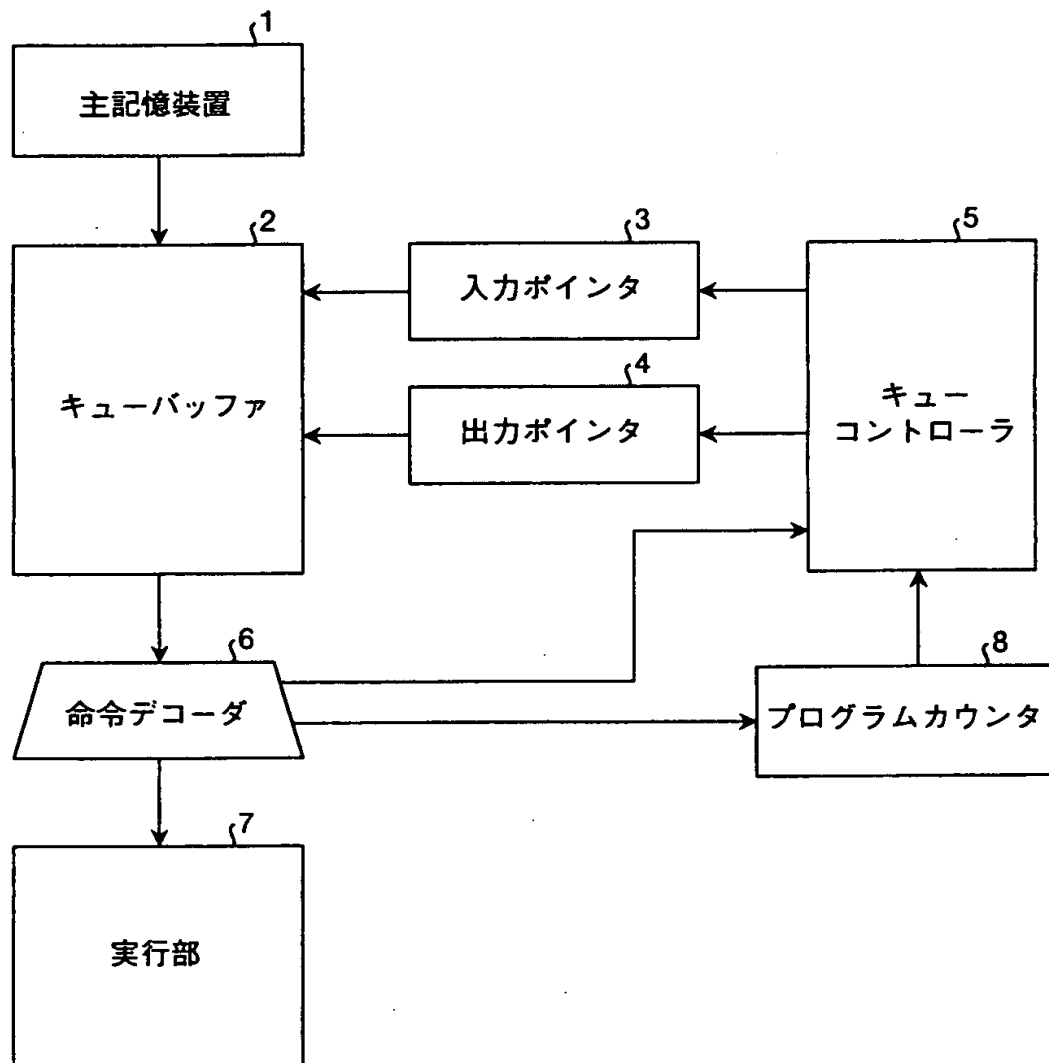 1
主記憶装置
2
キューバッファ
3
入力ポインタ
4
出力ポインタ
5
キュー
コントローラ
6
命令デコーダ
8
プログラムカウンタ
7
実行部